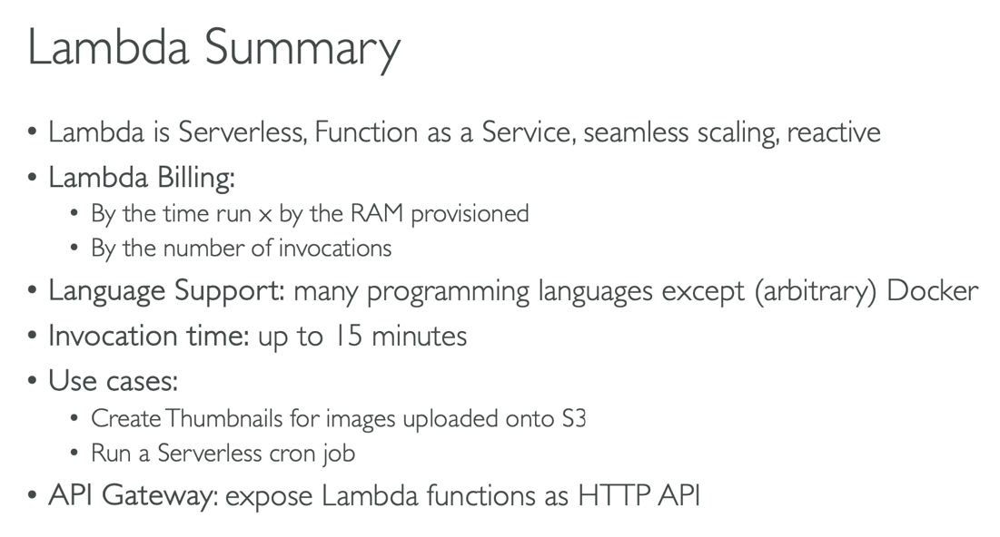 Lambda Summary
• Lambda is Serverless, Function as a Service, seamless scaling, reactive
• Lambda Billing:
• By the time run x by the RAM provisioned
• By the number of invocations
• Language Support: many programming languages except (arbitrary) Docker
• Invocation time: up to 15 minutes
• Use cases:
• Create Thumbnails for images uploaded onto S3
• Run a Serverless cron job
• API Gateway: expose Lambda functions as HTTP API